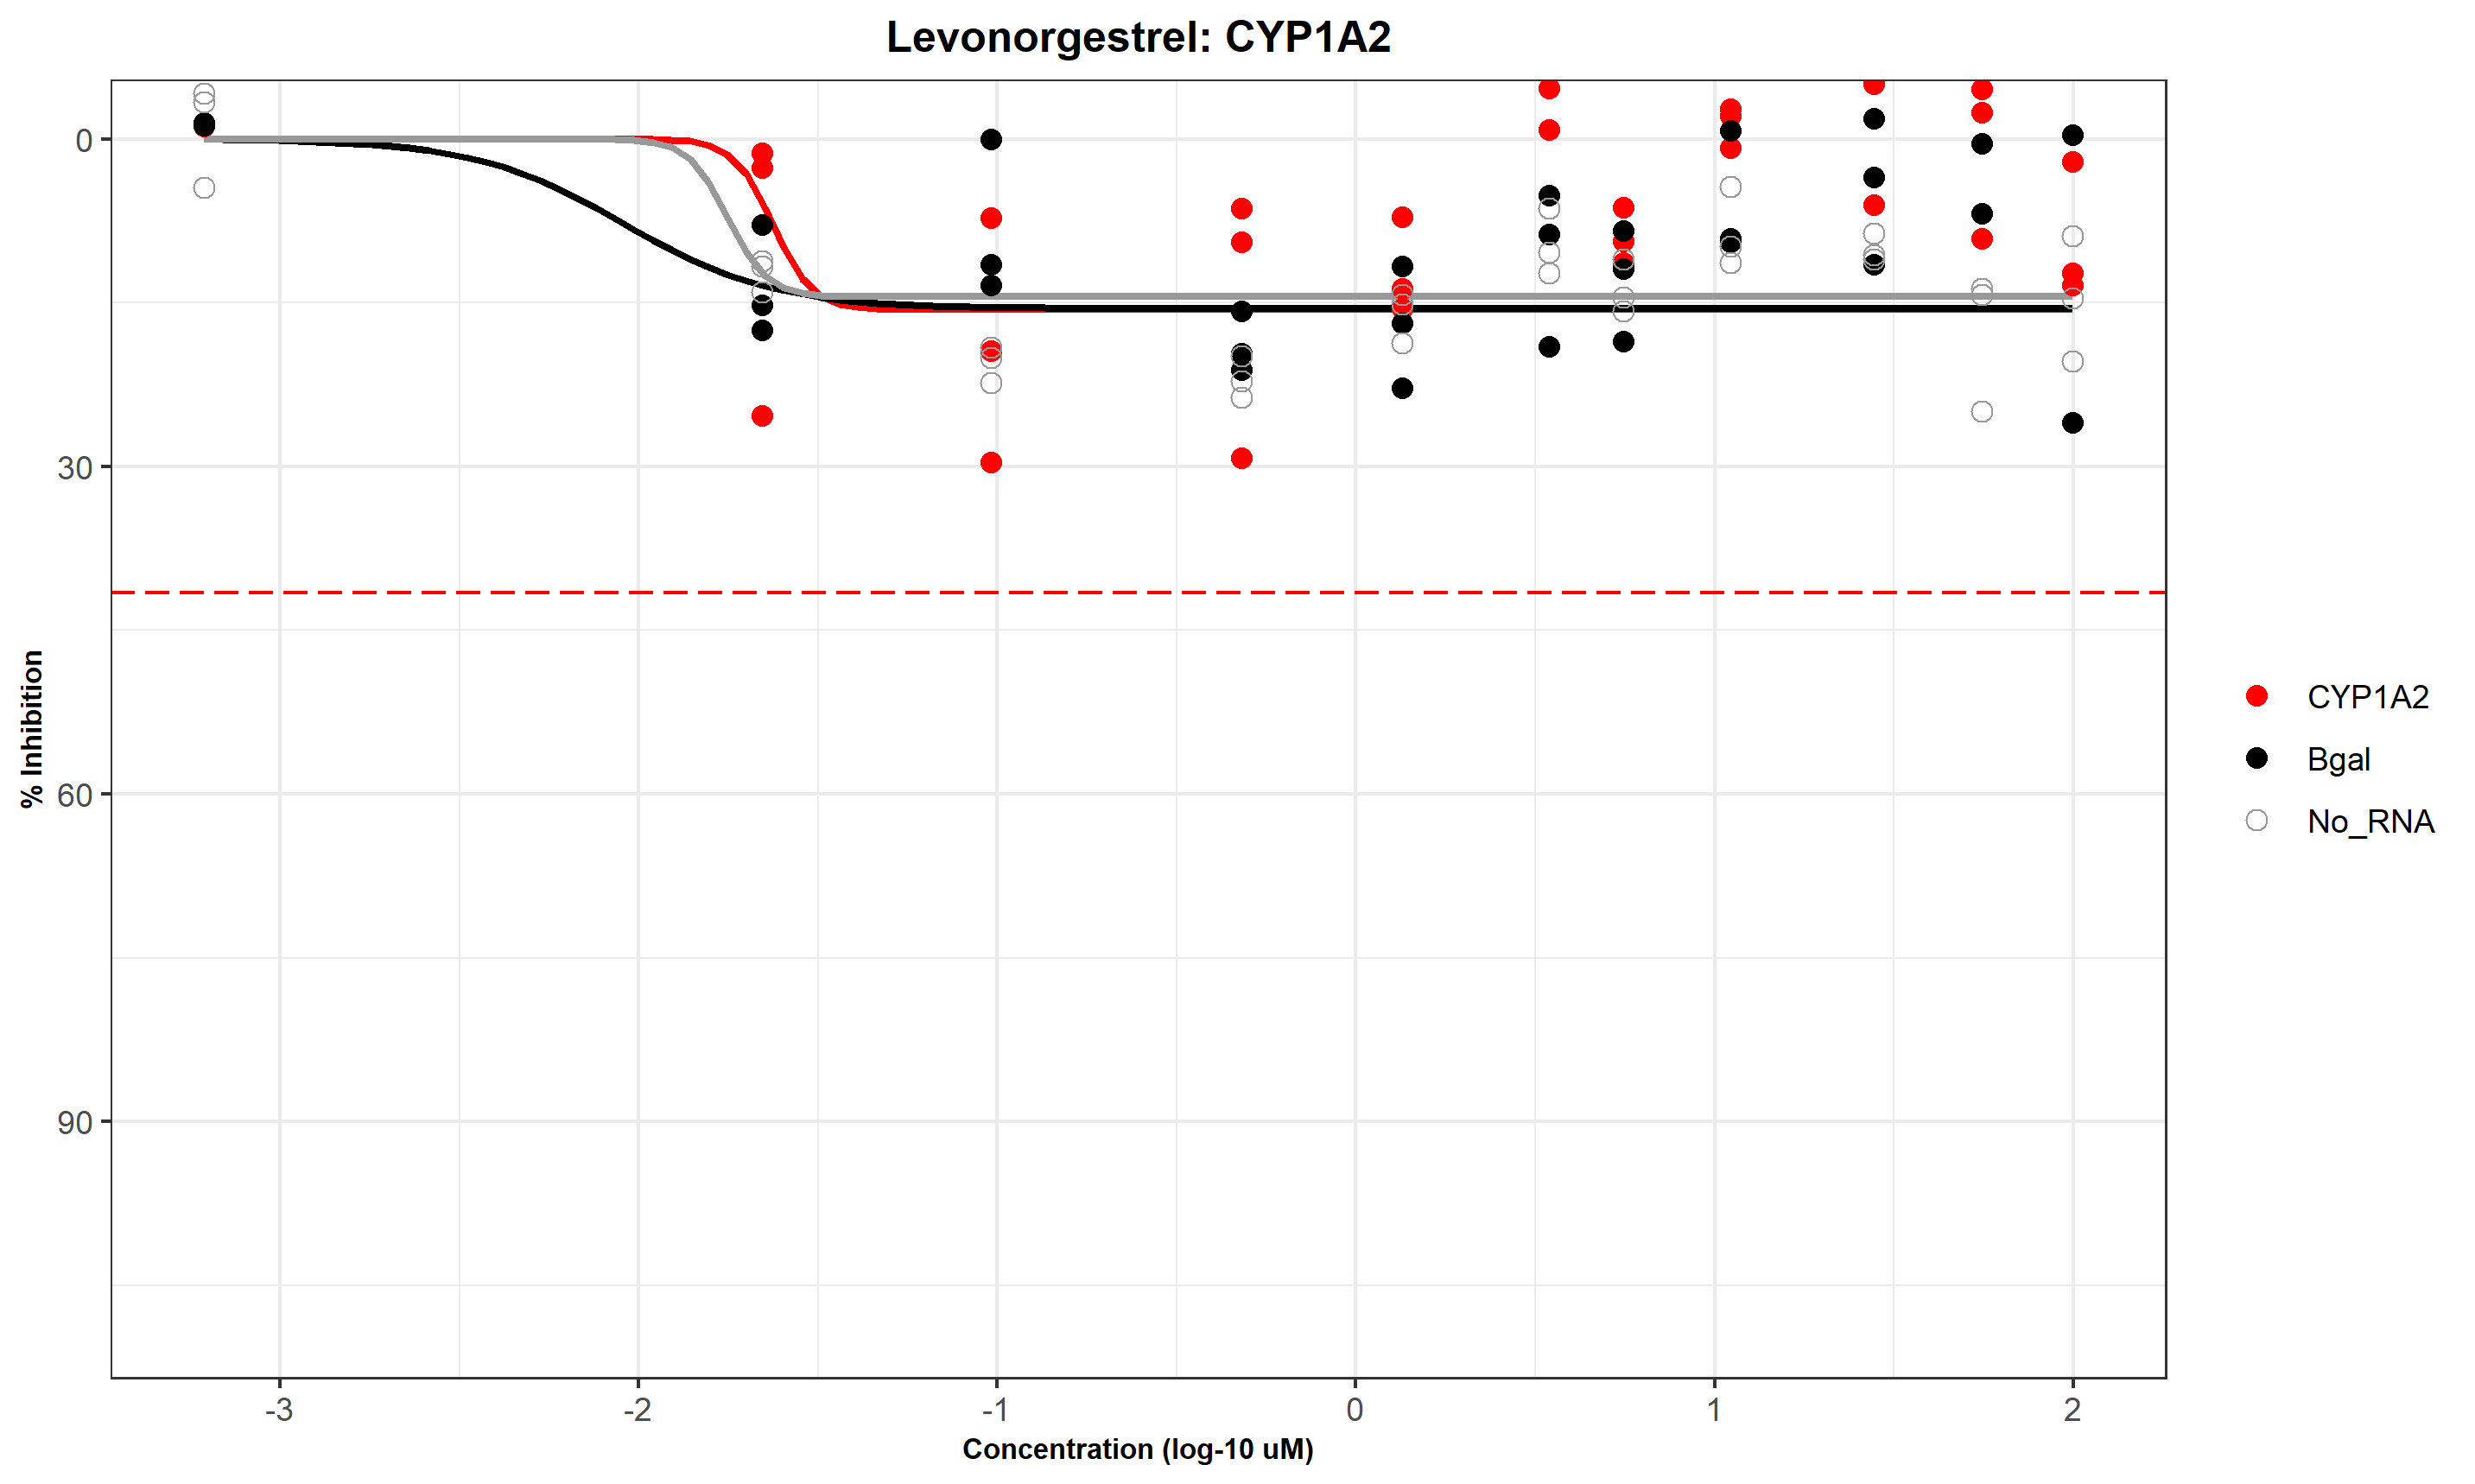 Levonorgestrel: CYP1A2
% Inhibition
0
30
60
90
-3
-2
-1
0
1
2
Concentration (log-10 uM)
CYP1A2
Bgal
No_RNA